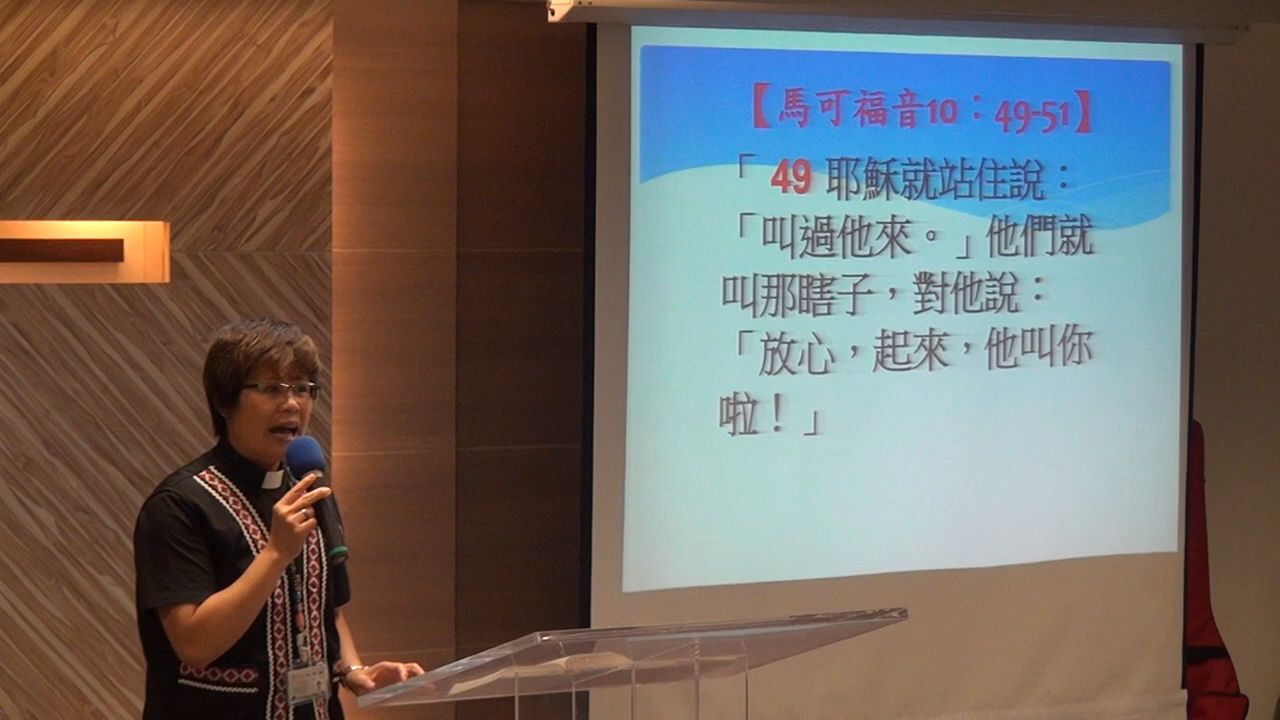 【馬可福音10：49-51】
「 49 耶穌就站住說：
「叫過他來。」他們就
叫那瞎子，對他說：
「放心，起來，他叫你
啦！」